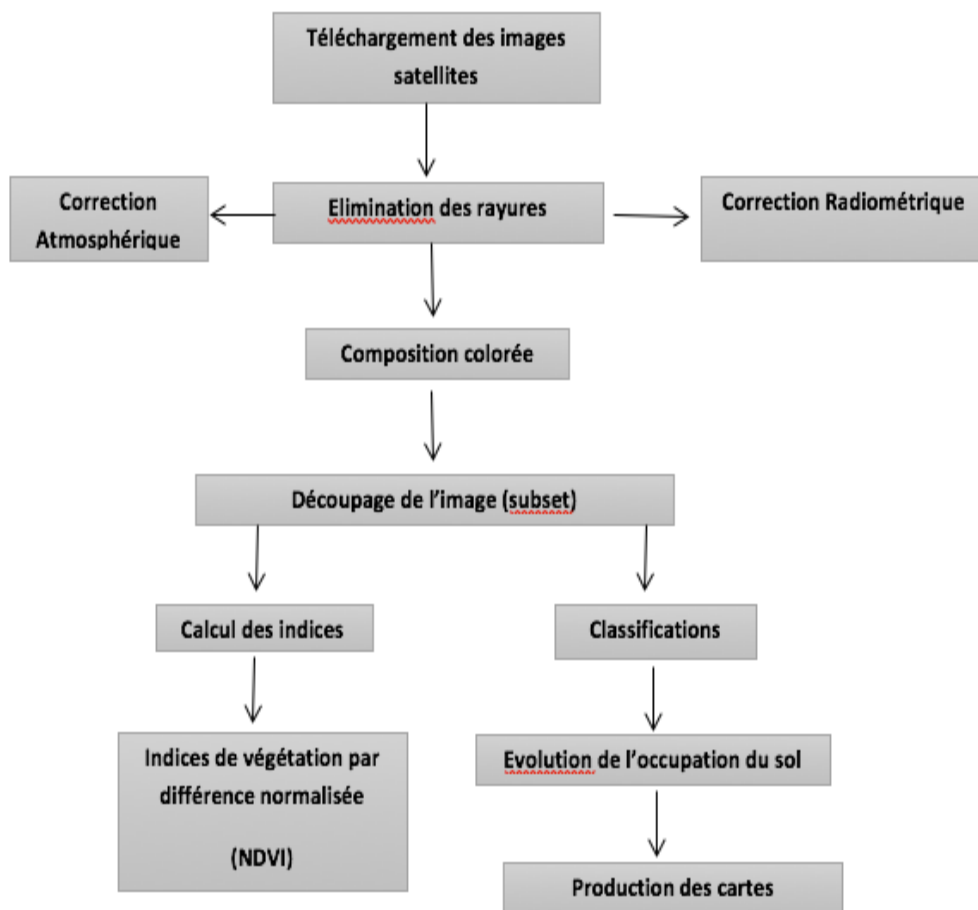 Téléchargement des images
satellites
Correction
Atmosphérique
Elimination des rayures
Correction Radiométrique
Composition colorée
Découpage de l'image (subset)
Calcul des indices
Classifications
Indices de végétation par
différence normalisée
(NDVI)
Evolution de l'occupation du sol
Production des cartes